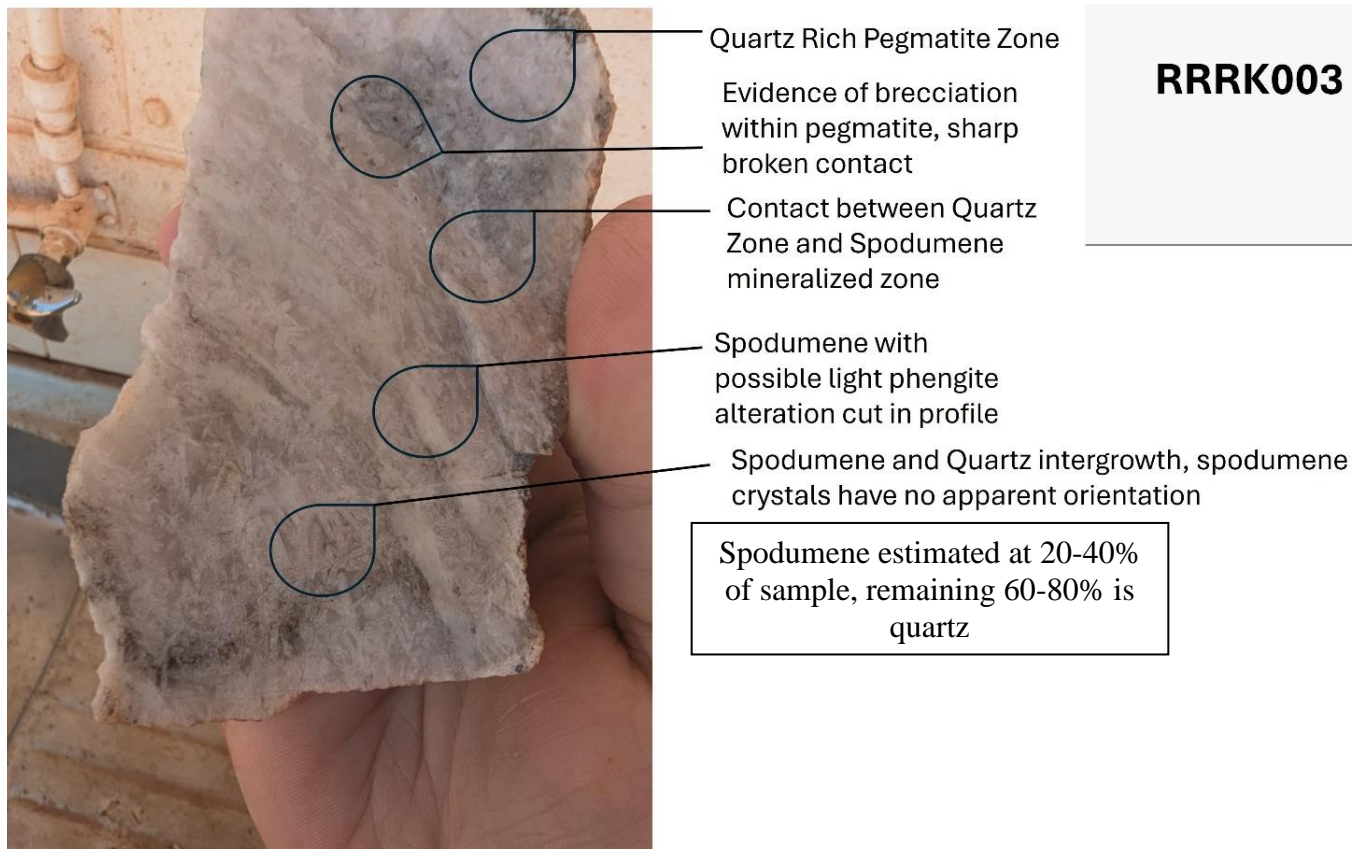 Quartz Rich Pegmatite Zone
RRRK003
Evidence of brecciation
within pegmatite, sharp
broken contact
Contact between Quartz
Zone and Spodumene
mineralized zone
Spodumene with
possible light phengite
alteration cut in profile
Spodumene and Quartz intergrowth, spodumene
crystals have no apparent orientation
Spodumene estimated at 20-40%
of sample, remaining 60-80% is
quartz